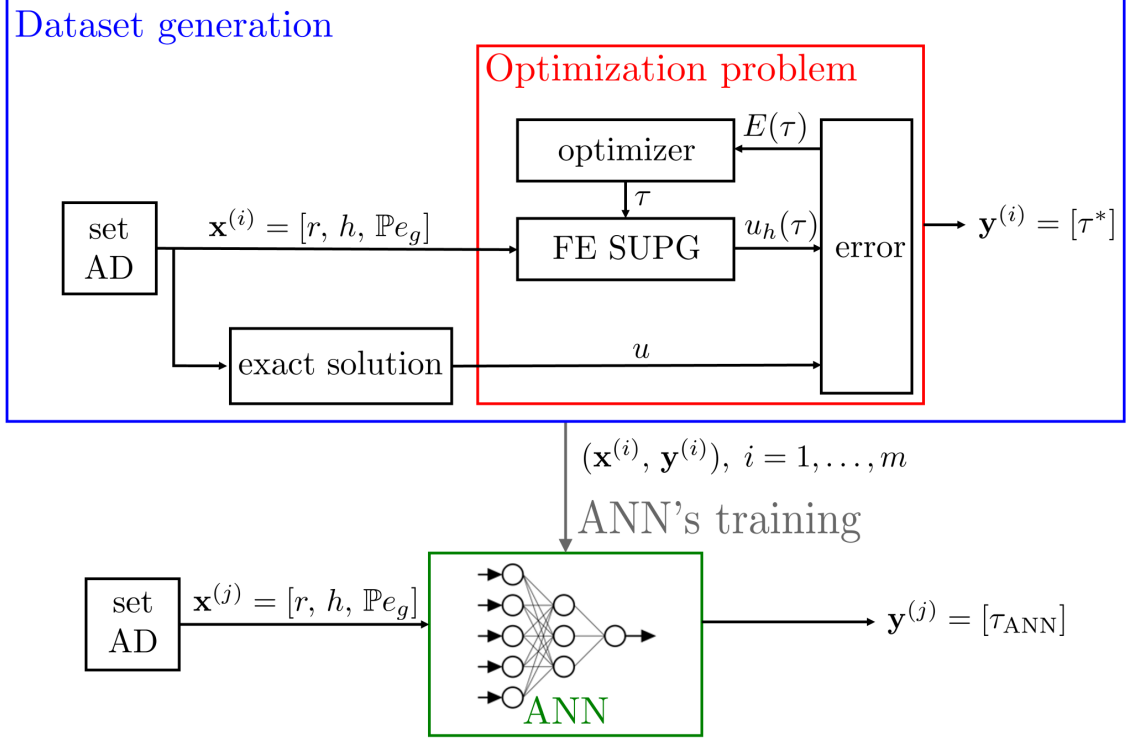 Dataset generation
Optimization problem
optimizer
E(τ)
τ
set
AD
x^(i) = [r, h, ℙe_g]
FE SUPG
u_h(τ)
error
y^(i) = [τ*]
exact solution
u
(x^(i), y^(i)), i = 1, …, m
ANN's training
set
AD
x^(j) = [r, h, ℙe_g]
ANN
y^(j) = [τ_ANN]